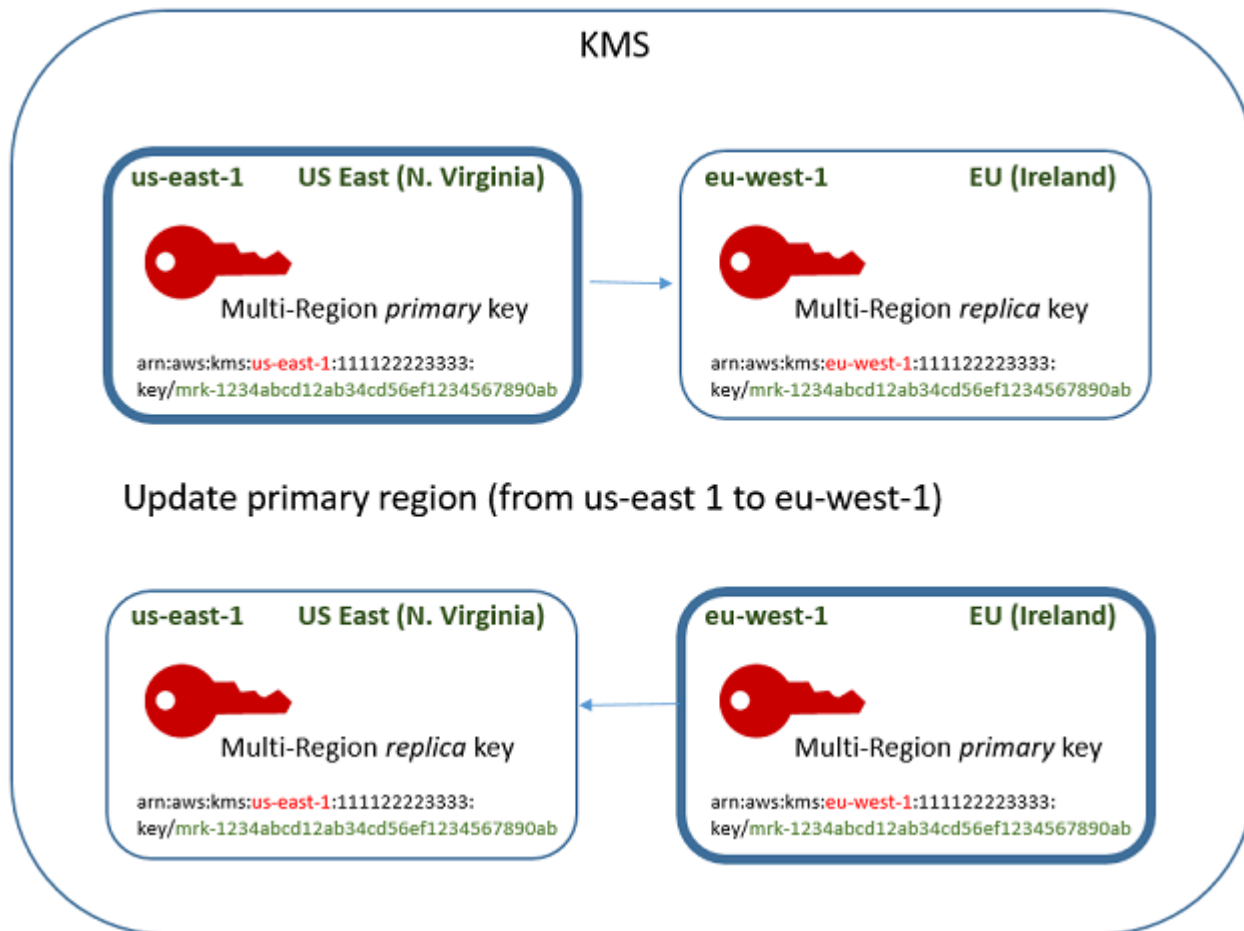 KMS
us-east-1 US East (N. Virginia)
Multi-Region primary key
arn:aws:kms:us-east-1:111122223333:
key/mrk-1234abcd12ab34cd56ef1234567890ab
eu-west-1 EU (Ireland)
Multi-Region replica key
arn:aws:kms:eu-west-1:111122223333:
key/mrk-1234abcd12ab34cd56ef1234567890ab
Update primary region (from us-east 1 to eu-west-1)
us-east-1 US East (N. Virginia)
Multi-Region replica key
arn:aws:kms:us-east-1:111122223333:
key/mrk-1234abcd12ab34cd56ef1234567890ab
eu-west-1 EU (Ireland)
Multi-Region primary key
arn:aws:kms:eu-west-1:111122223333:
key/mrk-1234abcd12ab34cd56ef1234567890ab